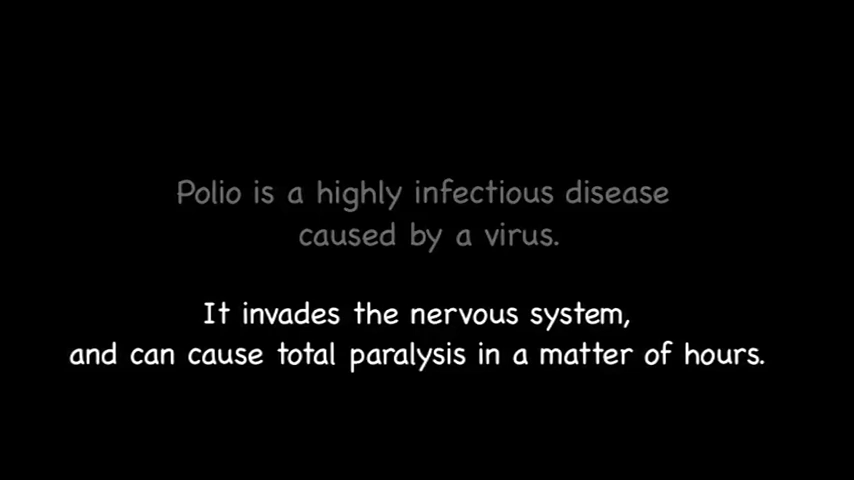 Polio is a highly infectious disease
caused by a virus.
It invades the nervous system,
and can cause total paralysis in a matter of hours.